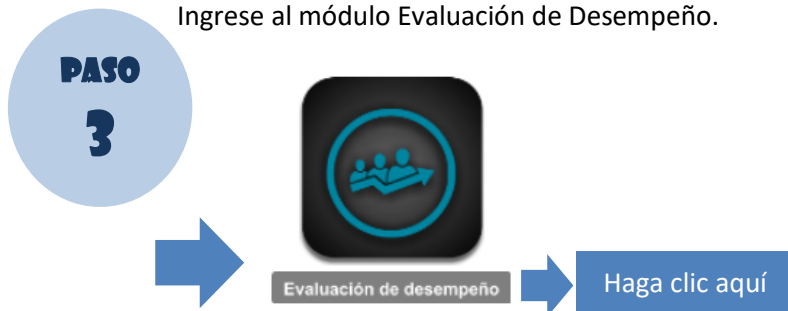 Ingrese al módulo Evaluación de Desempeño.
PASO
3
Evaluación de desempeño
Haga clic aquí